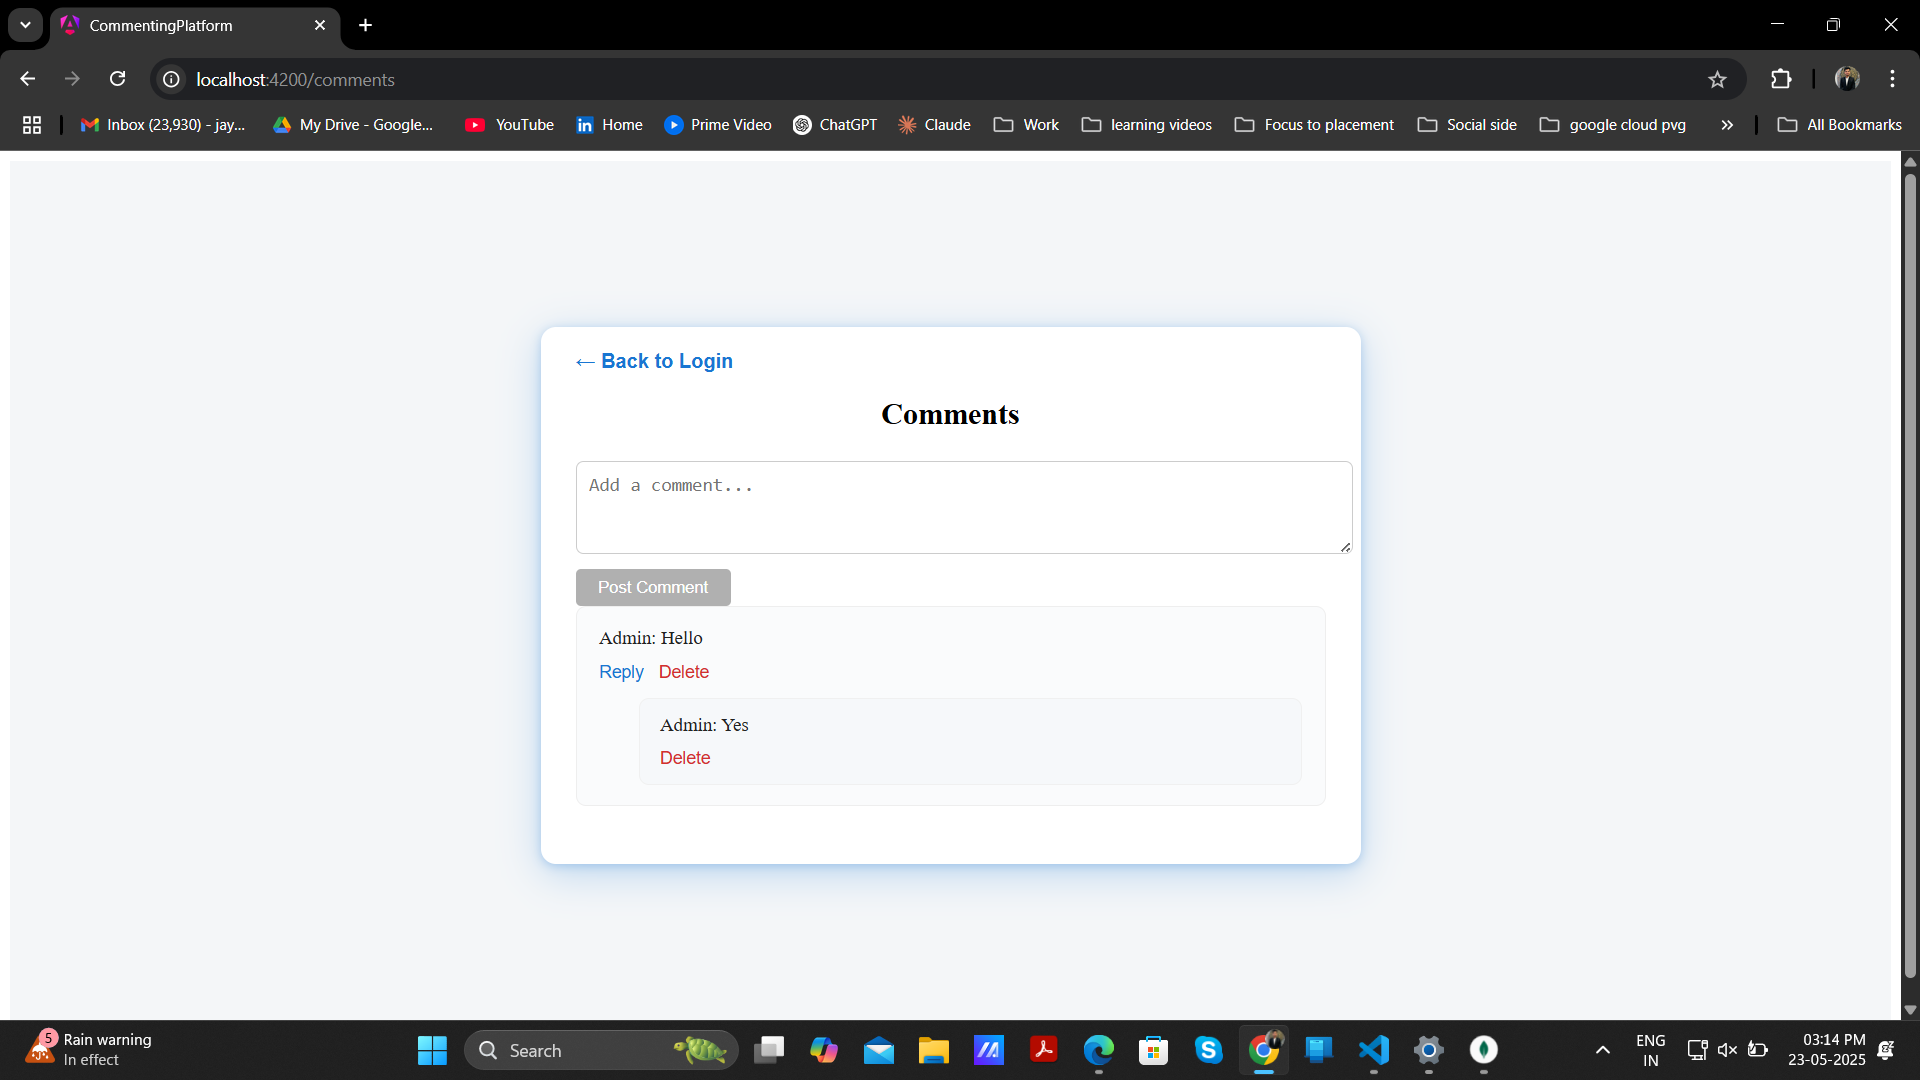 CommentingPlatform
localhost:4200/comments
Inbox (23,930) - jay... My Drive - Google... YouTube in Home Prime Video ChatGPT Claude Work learning videos Focus to placement Social side google cloud pvg » All Bookmarks
← Back to Login
Comments
Add a comment...
Post Comment
Admin: Hello
Reply Delete
Admin: Yes
Delete
5 Rain warning
In effect
Search
S
ENG
IN
03:14 PM
23-05-2025